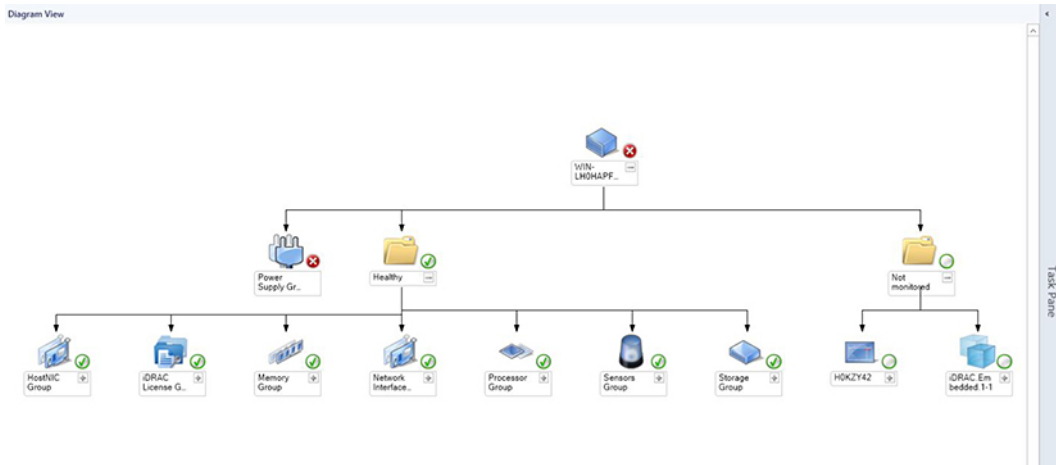 Diagram View
WIN-
LH0HAPF...
Power
Supply Gr...
Healthy
Not
monitored
HostNIC
Group
iDRAC
License G...
Memory
Group
Network
Interface...
Processor
Group
Sensors
Group
Storage
Group
H0KZY42
iDRAC.Em
bedded.1-1
Task Pane